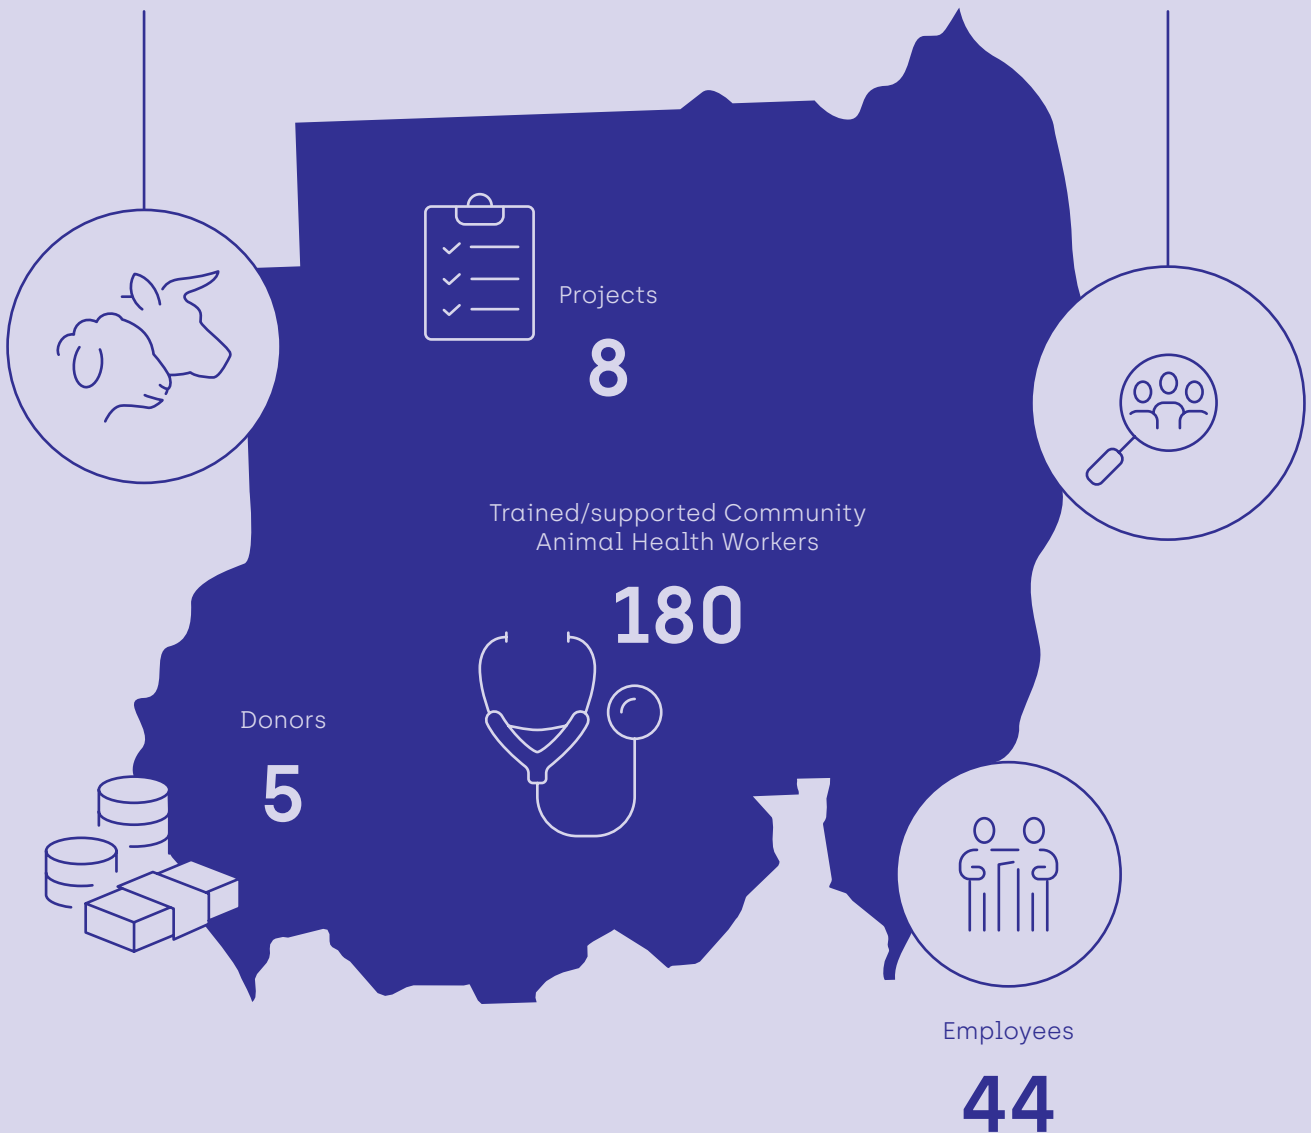 Projects
8
Trained/supported Community
Animal Health Workers
180
Donors
5
Employees
44